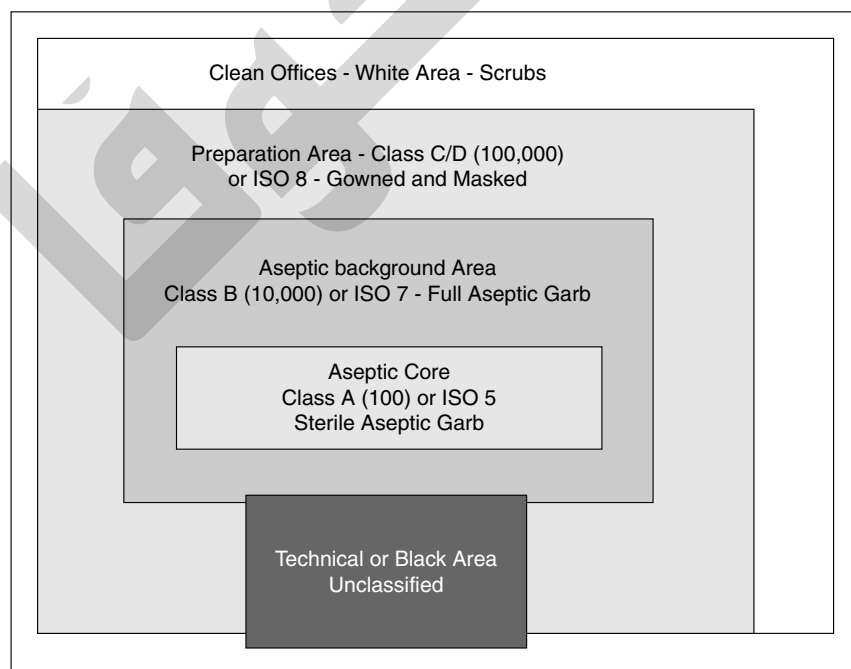 Clean Offices - White Area - Scrubs
Preparation Area - Class C/D (100,000)
or ISO 8 - Gowned and Masked
Aseptic background Area
Class B (10,000) or ISO 7 - Full Aseptic Garb
Aseptic Core
Class A (100) or ISO 5
Sterile Aseptic Garb
Technical or Black Area
Unclassified